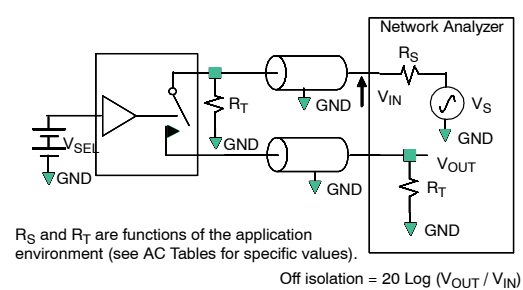 Network Analyzer
RS
RT
GND
VIN
VS
GND
VSEL
GND
GND
VOUT
GND
RT
GND
RS and RT are functions of the application
environment (see AC Tables for specific values).
Off isolation = 20 Log (VOUT / VIN)